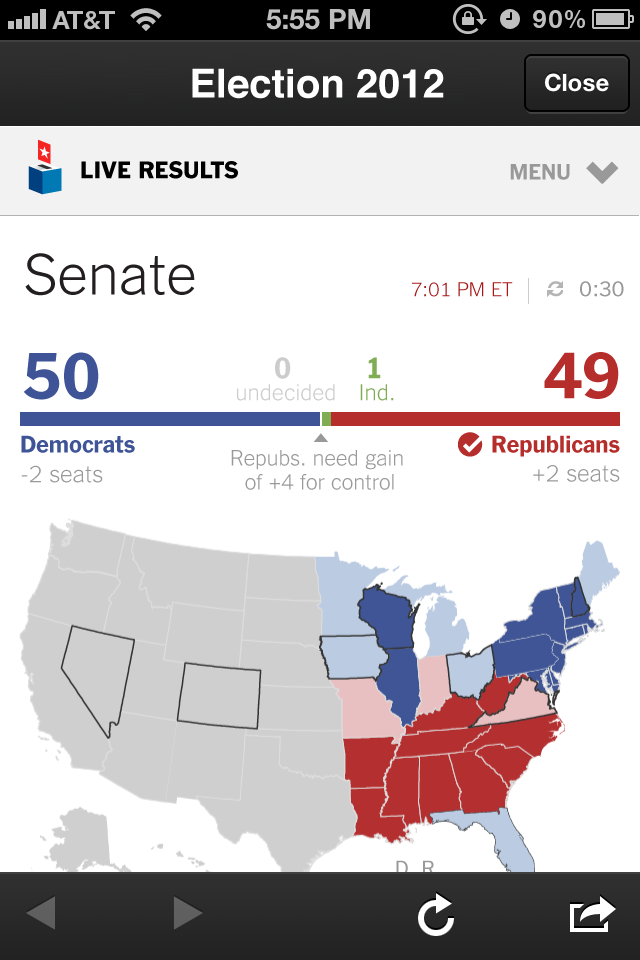 AT&T 5:55 PM 90%
Election 2012 Close
LIVE RESULTS MENU
Senate 7:01 PM ET 0:30
50 0 1 49
undecided Ind.
Democrats Republicans
-2 seats Repubs. need gain +2 seats
of +4 for control
D R